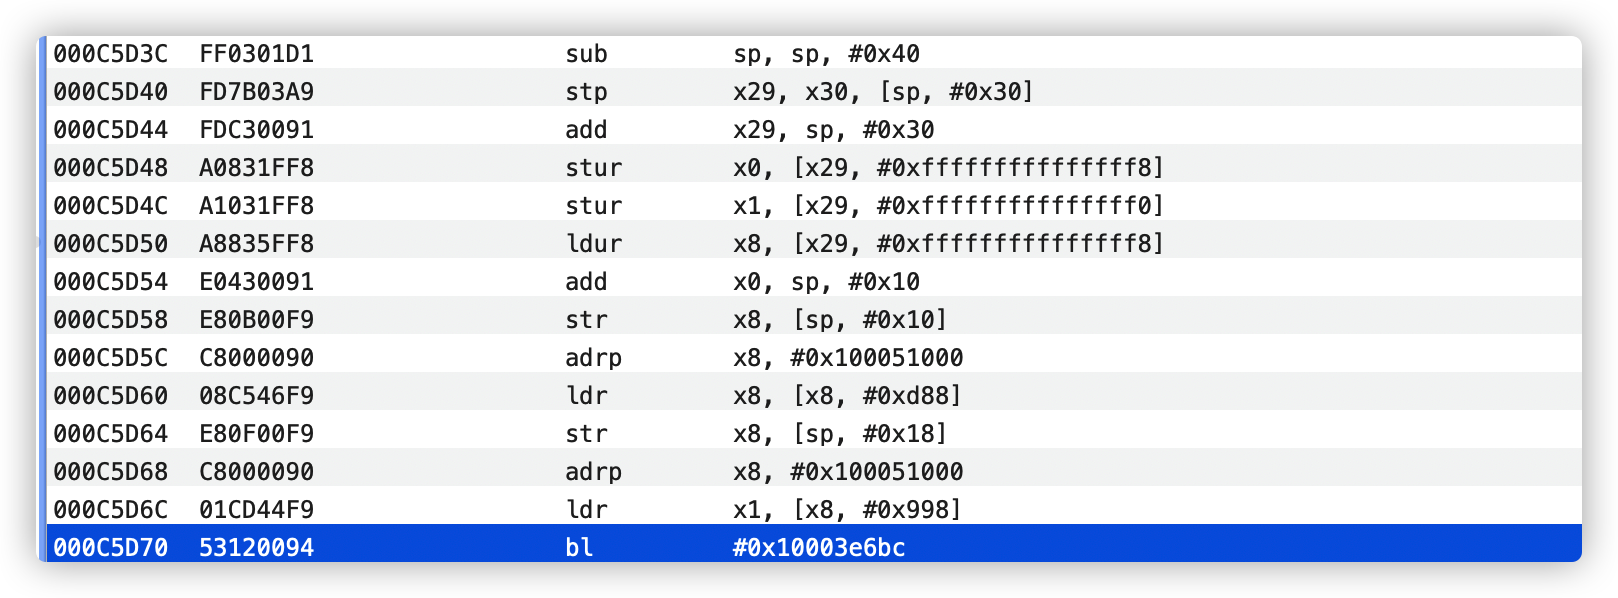 000C5D3C FF0301D1 sub sp, sp, #0x40
000C5D40 FD7B03A9 stp x29, x30, [sp, #0x30]
000C5D44 FDC30091 add x29, sp, #0x30
000C5D48 A0831FF8 stur x0, [x29, #0xfffffffffffffff8]
000C5D4C A1031FF8 stur x1, [x29, #0xfffffffffffffff0]
000C5D50 A8835FF8 ldur x8, [x29, #0xfffffffffffffff8]
000C5D54 E0430091 add x0, sp, #0x10
000C5D58 E80B00F9 str x8, [sp, #0x10]
000C5D5C C8000090 adrp x8, #0x100051000
000C5D60 08C546F9 ldr x8, [x8, #0xd88]
000C5D64 E80F00F9 str x8, [sp, #0x18]
000C5D68 C8000090 adrp x8, #0x100051000
000C5D6C 01CD44F9 ldr x1, [x8, #0x998]
000C5D70 53120094 bl #0x10003e6bc